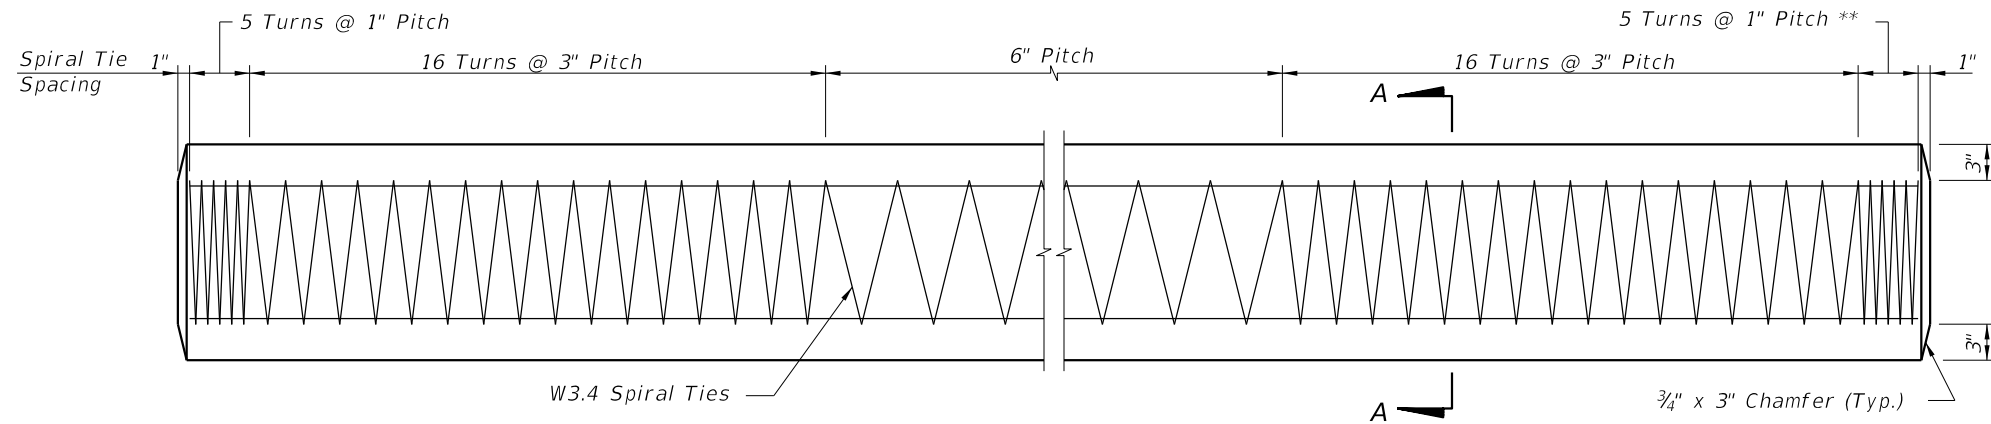 5 Turns @ 1" Pitch
5 Turns @ 1" Pitch **
Spiral Tie
Spacing
1"
16 Turns @ 3" Pitch
6" Pitch
16 Turns @ 3" Pitch
1"
A
3"
3"
W3.4 Spiral Ties
A
¾" x 3" Chamfer (Typ.)